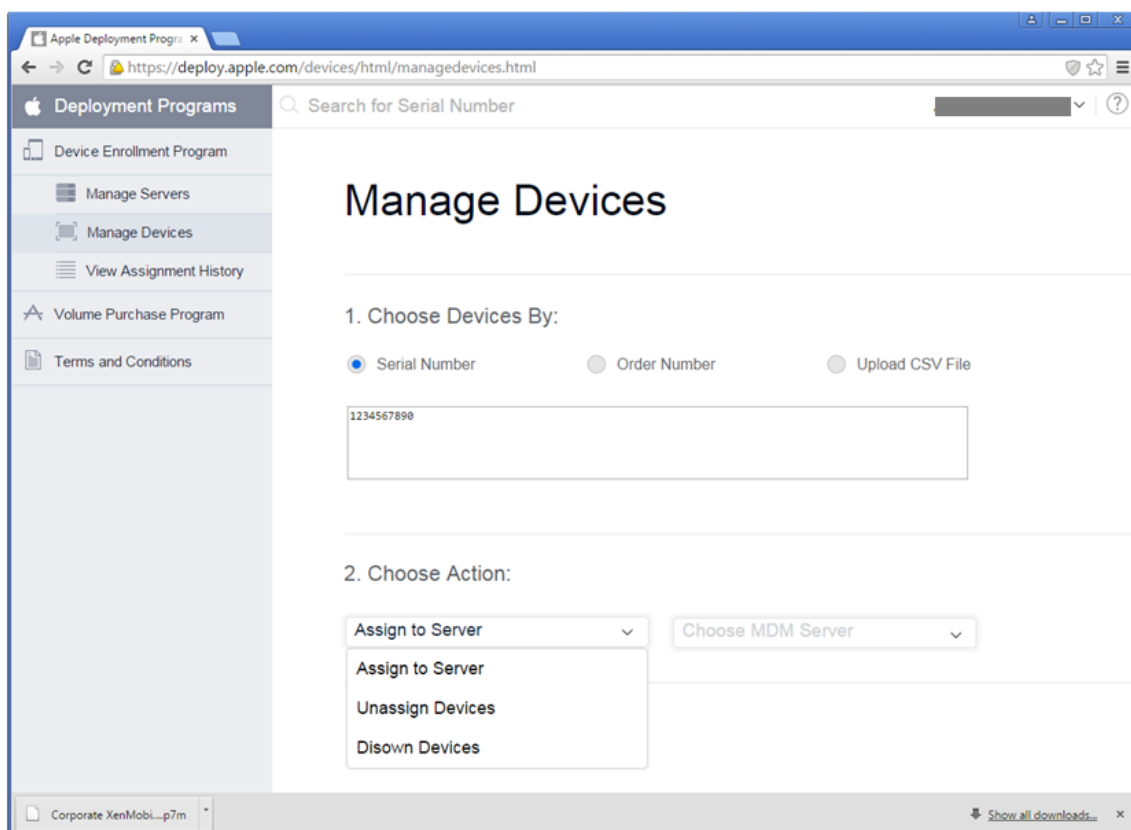 Apple Deployment Progra
https://deploy.apple.com/devices/html/managedevices.html
Deployment Programs
Search for Serial Number
Device Enrollment Program
Manage Servers
Manage Devices
View Assignment History
Volume Purchase Program
Terms and Conditions
Manage Devices
1. Choose Devices By:
Serial Number Order Number Upload CSV File
1234567890
2. Choose Action:
Assign to Server Choose MDM Server
Assign to Server
Unassign Devices
Disown Devices
Corporate XenMobi....p7m
Show all downloads...